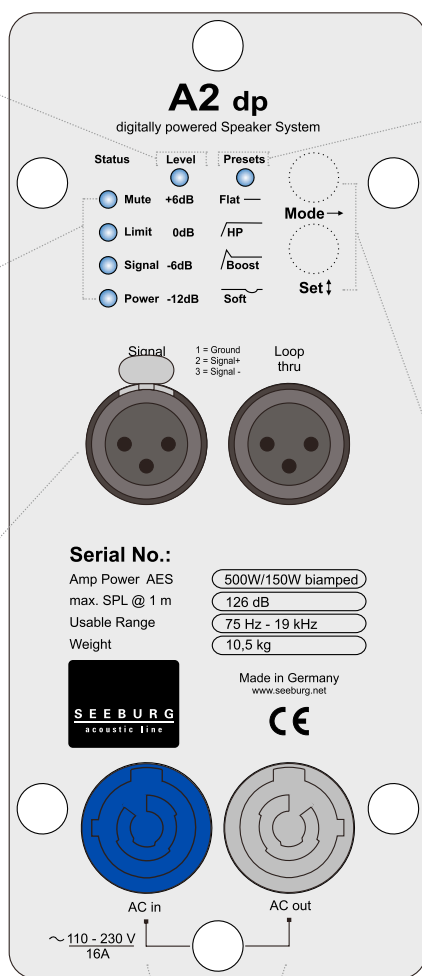 A2 dp
digitally powered Speaker System
Status Level Presets
Mute +6dB Flat
Mode
Limit 0dB HP
Signal -6dB Boost
Set
Power -12dB Soft
Signal
1 = Ground
2 = Signal+
3 = Signal -
Loop
thru
Serial No.:
Amp Power AES 500W/150W biamped
max. SPL @ 1 m 126 dB
Usable Range 75 Hz - 19 kHz
Weight 10,5 kg
SEEBURG
acoustic line
Made in Germany
www.seeburg.net
CE
AC in AC out
~ 110 - 230 V
16A